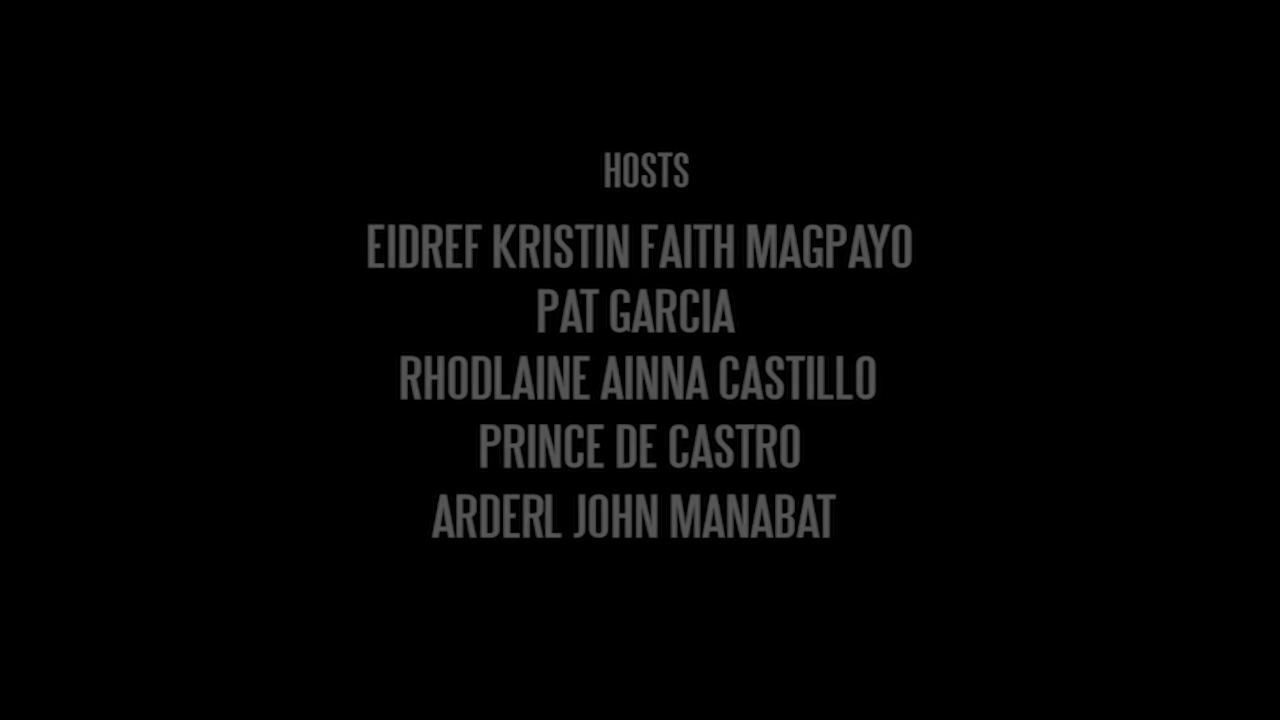 HOSTS
EIDREF KRISTIN FAITH MAGPAYO
PAT GARCIA
RHODLAINE AINNA CASTILLO
PRINCE DE CASTRO
ARDERL JOHN MANABAT